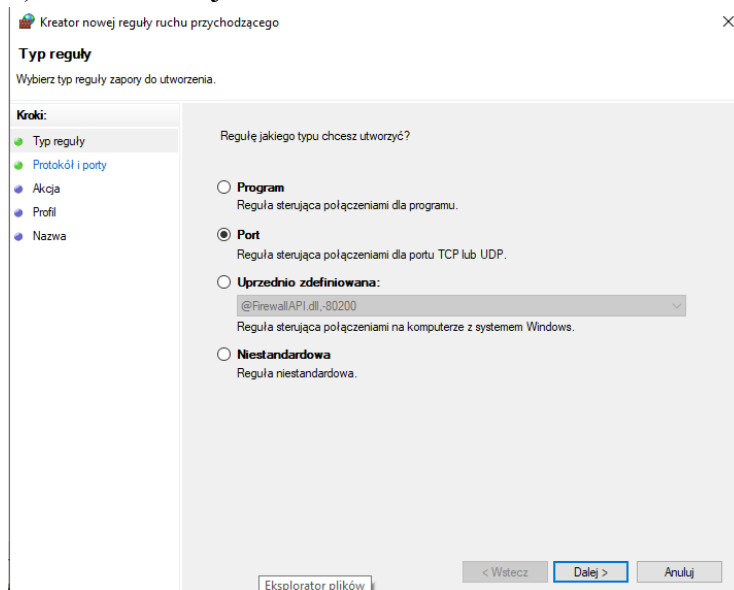 Kreator nowej reguły ruchu przychodzącego
Typ reguły
Wybierz typ reguły zapory do utworzenia.
Kroki:
Typ reguły
Protokół i porty
Akcja
Profil
Nazwa
Regułę jakiego typu chcesz utworzyć?
Program
Reguła sterująca połączeniami dla programu.
Port
Reguła sterująca połączeniami dla portu TCP lub UDP.
Uprzednio zdefiniowana:
@FirewallAPI.dll,-80200
Reguła sterująca połączeniami na komputerze z systemem Windows.
Niestandardowa
Reguła niestandardowa.
< Wstecz Dalej > Anuluj
Eksplorator plików